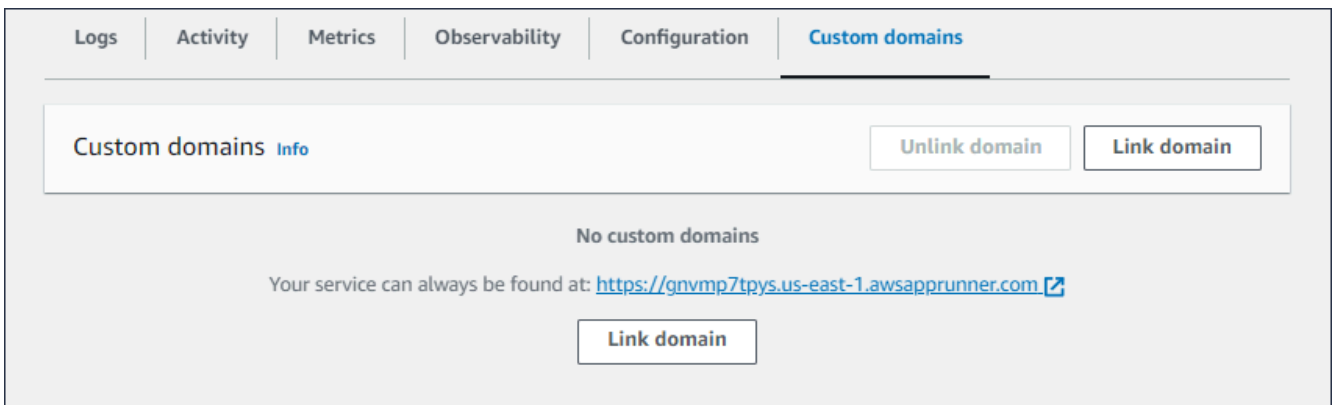 Logs Activity Metrics Observability Configuration Custom domains
Custom domains Info Unlink domain Link domain
No custom domains
Your service can always be found at: https://gnvmp7tpys.us-east-1.awsapprunner.com
Link domain